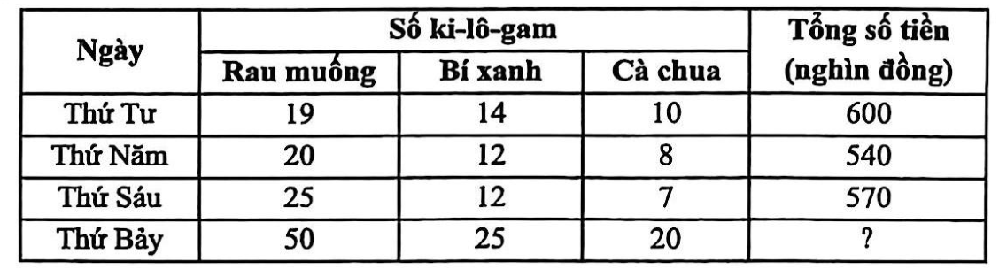 Ngày Số ki-lô-gam Tổng số tiền (nghìn đồng)
Rau muống Bí xanh Cà chua
Thứ Tư 19 14 10 600
Thứ Năm 20 12 8 540
Thứ Sáu 25 12 7 570
Thứ Bảy 50 25 20 ?